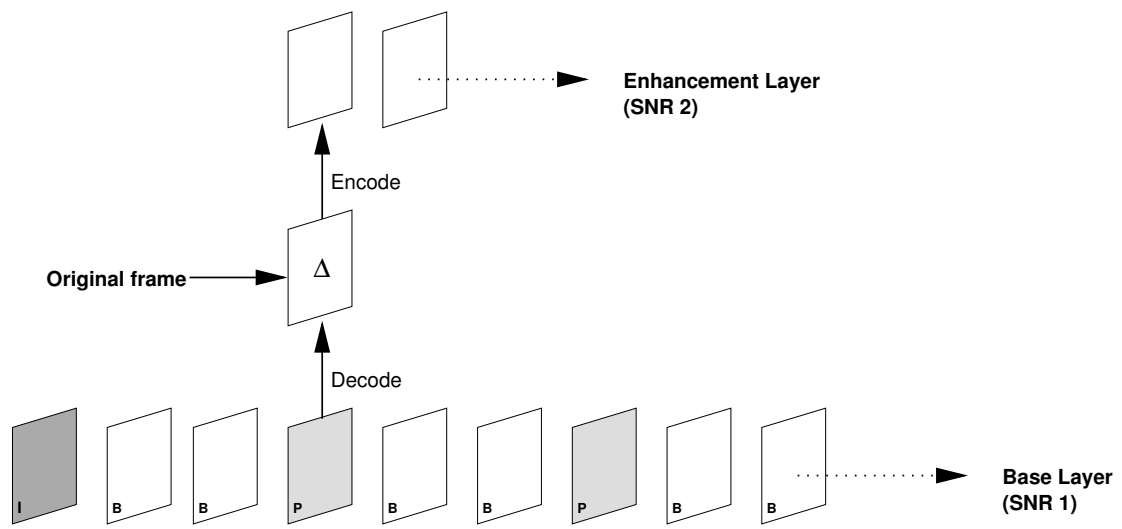 Enhancement Layer
(SNR 2)
Encode
Original frame
Δ
Decode
I
B
B
P
B
B
P
B
B
Base Layer
(SNR 1)